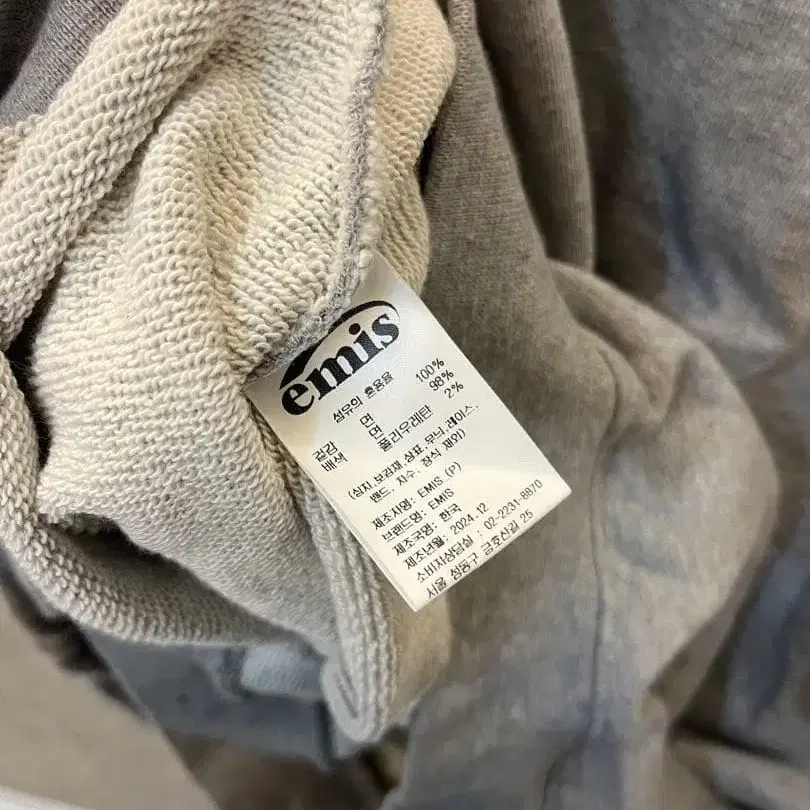 emis
섬유의 혼용율
겉감 면 100%
배색 면 98%
폴리우레탄 2%
(심지,보강재,상표,무늬,레이스,
밴드, 자수, 장식 제외)
제조자명: EMIS (P)
브랜드명: EMIS
제조국명: 한국
제조년월: 2024.12
소비자상담실 : 02-2231-8870
서울 성동구 금호산길 25